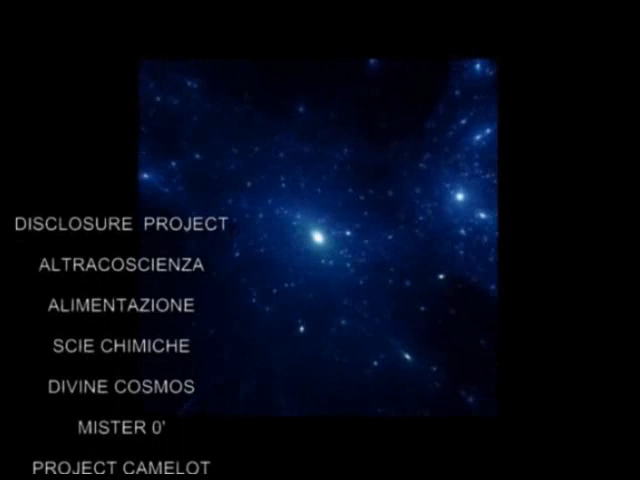 DISCLOSURE PROJECT
ALTRACOSCIENZA
ALIMENTAZIONE
SCIE CHIMICHE
DIVINE COSMOS
MISTER 0'
PROJECT CAMELOT